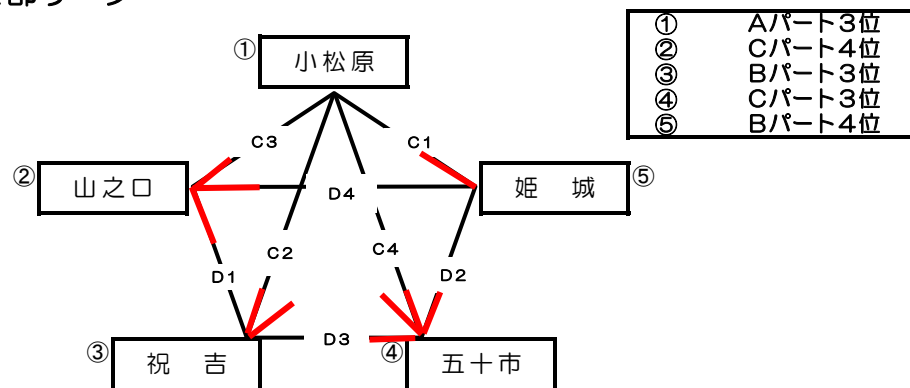 ① 小松原
① Aパート3位
② Cパート4位
③ Bパート3位
④ Cパート3位
⑤ Bパート4位
C3
C1
② 山之口
D4
姫 城 ⑤
C2
C4
D1
D2
D3
③ 祝 吉
④ 五十市